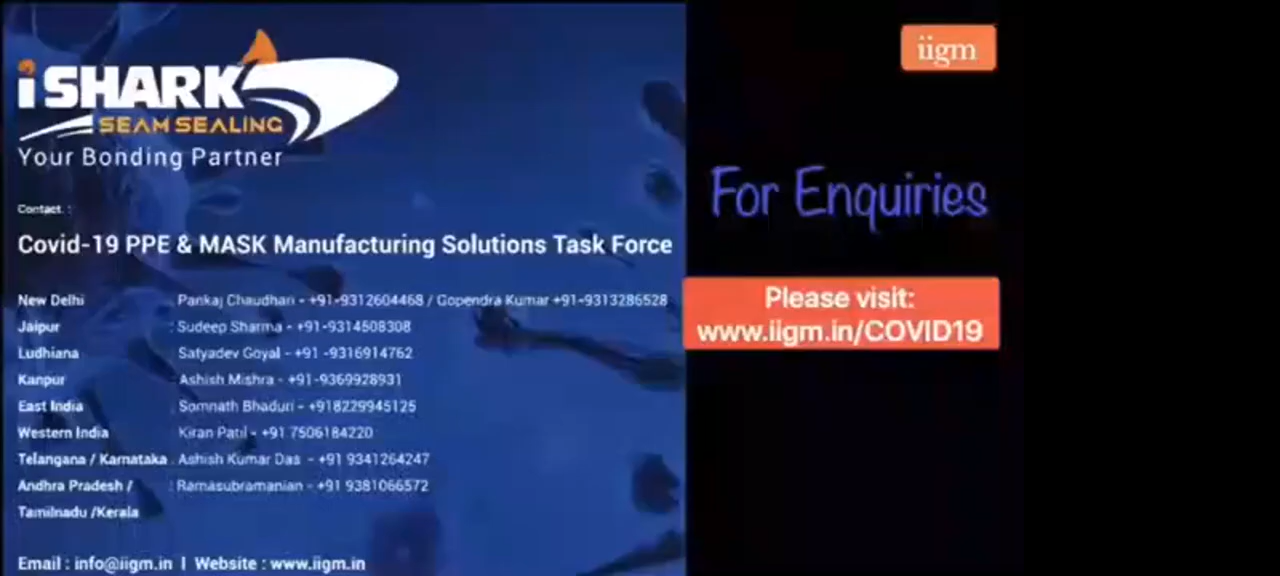 iSHARK
SEAM SEALING
Your Bonding Partner
Contact :
Covid-19 PPE & MASK Manufacturing Solutions Task Force
New Delhi : Pankaj Chaudhari - +91-9312604468 / Gopendra Kumar +91-9313286528
Jaipur : Sudeep Sharma - +91-9314508308
Ludhiana : Satyadev Goyal - +91 -9316914762
Kanpur : Ashish Mishra - +91-9369928931
East India : Somnath Bhaduri - +918229945125
Western India : Kiran Patil - +91 7506184220
Telangana / Karnataka : Ashish Kumar Das - +91 9341264247
Andhra Pradesh / : Ramasubramanian - +91 9381066572
Tamilnadu /Kerala
Email : info@iigm.in I Website : www.iigm.in
iigm
For Enquiries
Please visit:
www.iigm.in/COVID19